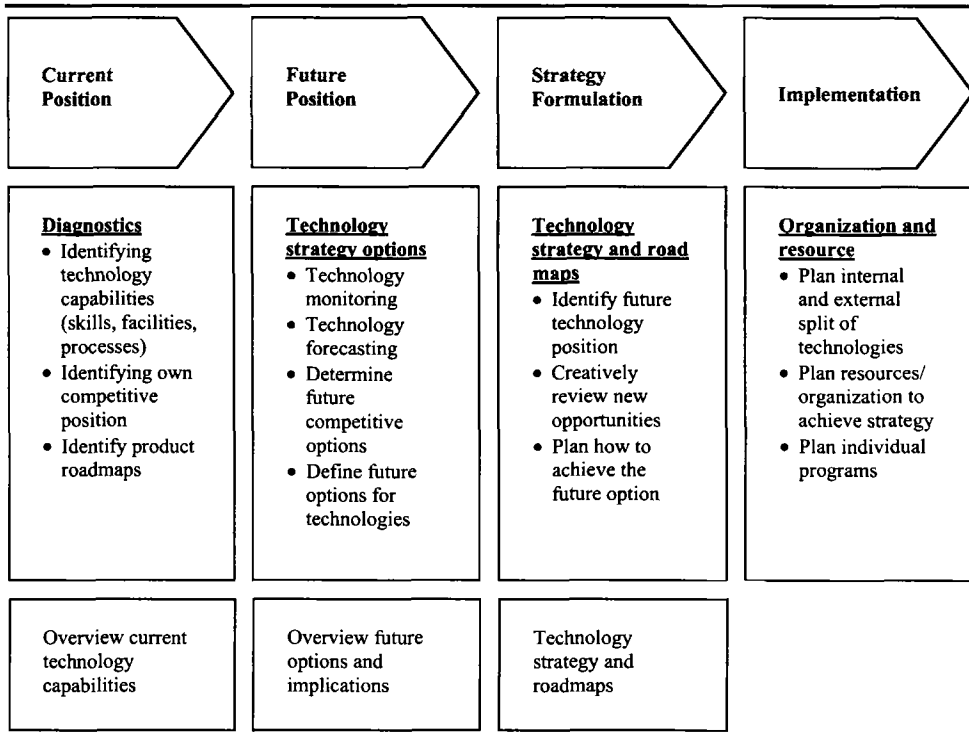 Current
Position
Future
Position
Strategy
Formulation
Implementation
Diagnostics
• Identifying
technology
capabilities
(skills, facilities,
processes)
• Identifying own
competitive
position
• Identify product
roadmaps
Technology
strategy options
• Technology
monitoring
• Technology
forecasting
• Determine
future
competitive
options
• Define future
options for
technologies
Technology
strategy and road
maps
• Identify future
technology
position
• Creatively
review new
opportunities
• Plan how to
achieve the
future option
Organization and
resource
• Plan internal
and external
split of
technologies
• Plan resources/
organization to
achieve strategy
• Plan individual
programs
Overview current
technology
capabilities
Overview future
options and
implications
Technology
strategy and
roadmaps